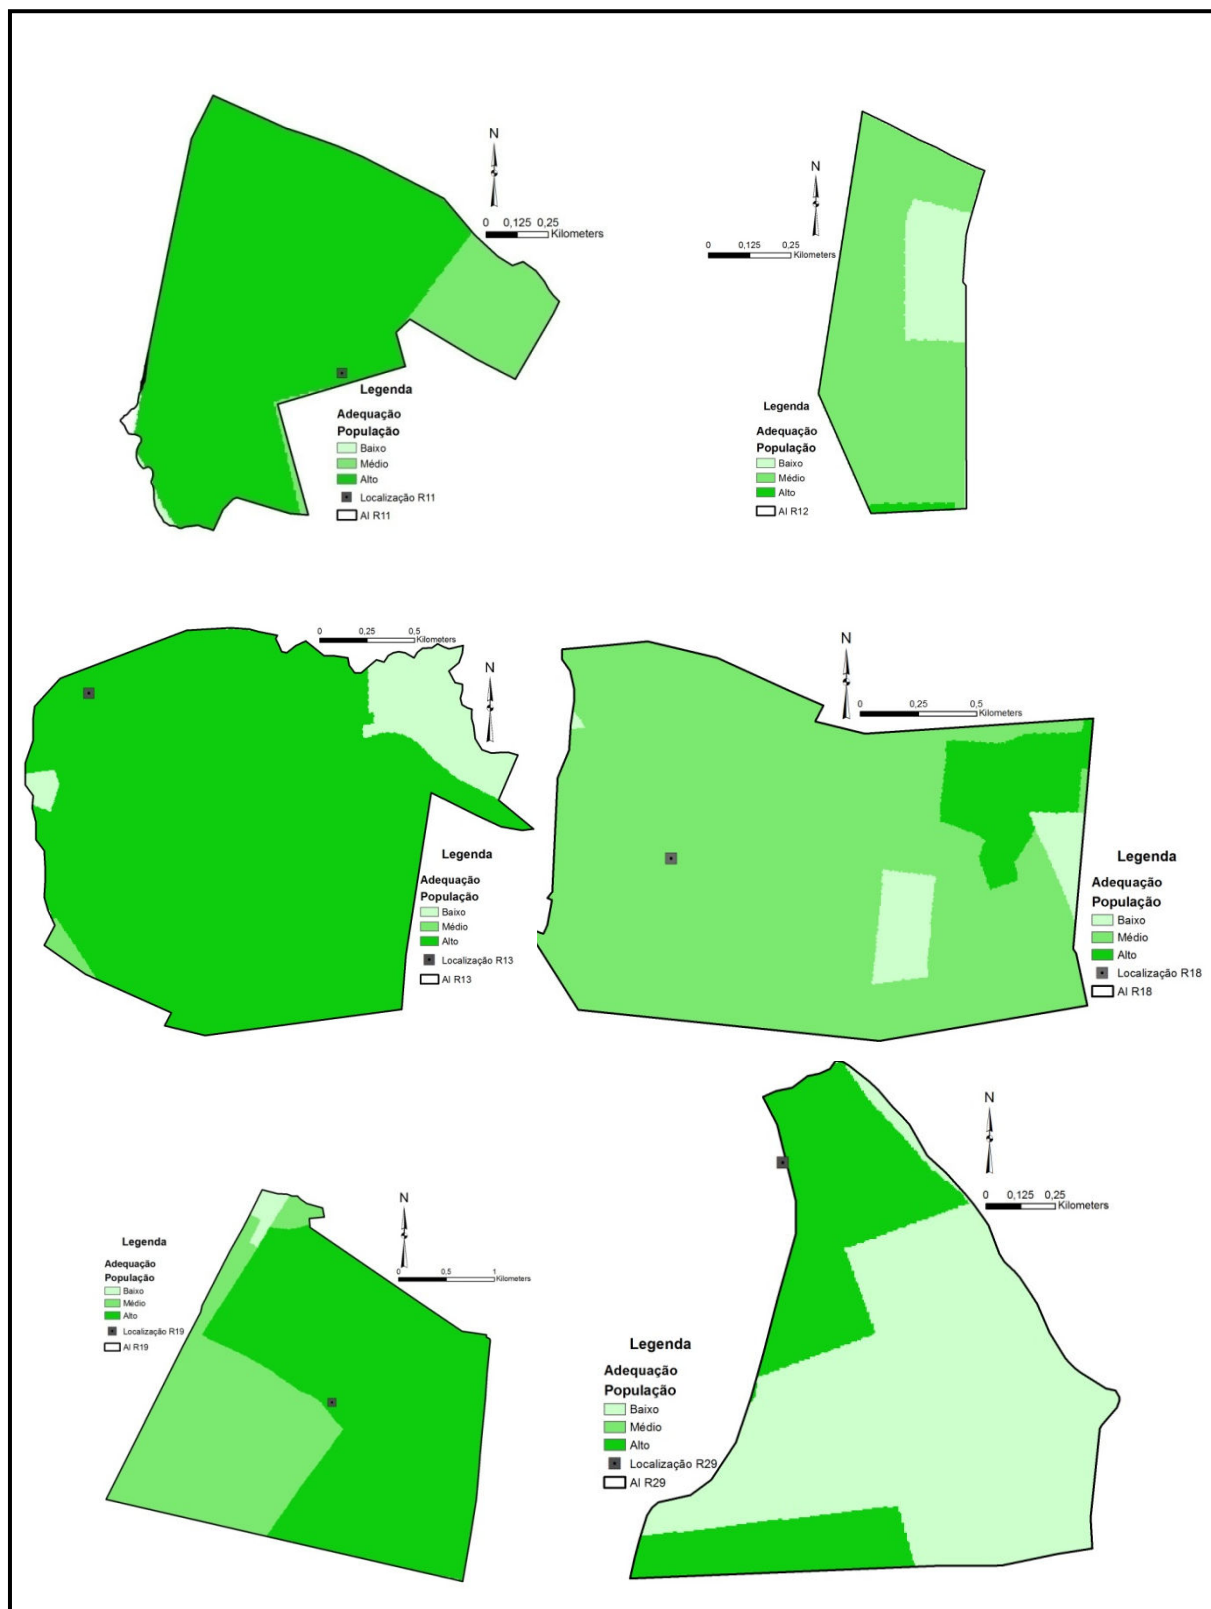 N
0 0,125 0,25
Kilometers
Legenda
Adequação
População
Baixo
Médio
Alto
Localização R11
AI R11
N
0 0,125 0,25
Kilometers
Legenda
Adequação
População
Baixo
Médio
Alto
AI R12
0 0,25 0,5
Kilometers
N
Legenda
Adequação
População
Baixo
Médio
Alto
Localização R13
AI R13
N
0 0,25 0,5
Kilometers
Legenda
Adequação
População
Baixo
Médio
Alto
Localização R18
AI R18
N
0 0,5 1
Kilometers
Legenda
Adequação
População
Baixo
Médio
Alto
Localização R19
AI R19
N
0 0,125 0,25
Kilometers
Legenda
Adequação
População
Baixo
Médio
Alto
Localização R29
AI R29